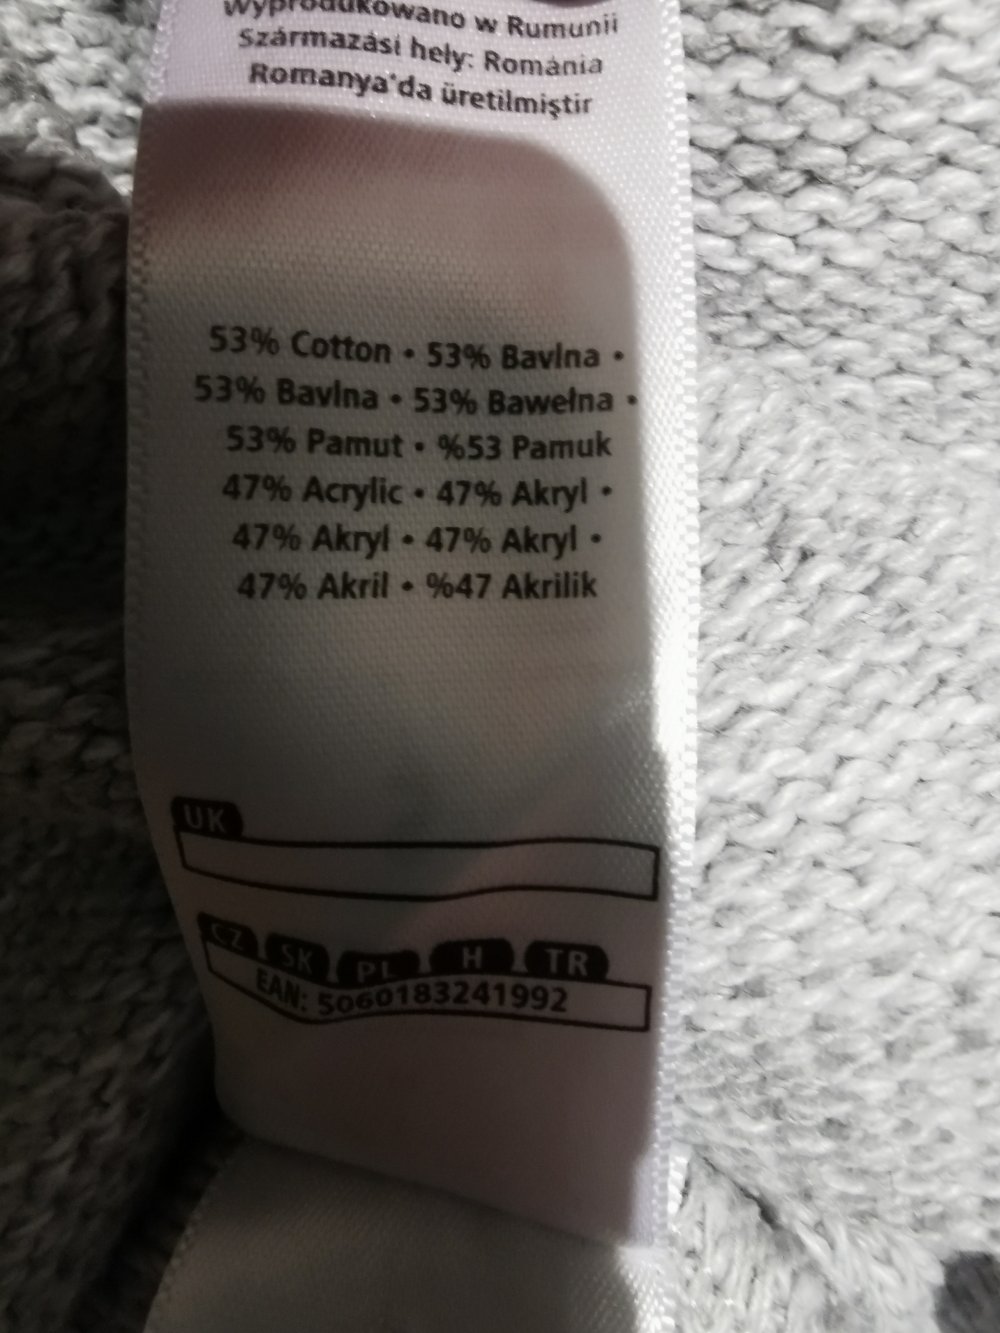 Wyprodukowano w Rumunii
Származási hely: Románia
Romanya'da üretilmiştir
53% Cotton • 53% Bavlna •
53% Bavlna • 53% Bawełna •
53% Pamut • %53 Pamuk
47% Acrylic • 47% Akryl •
47% Akryl • 47% Akryl •
47% Akril • %47 Akrilik
UK
CZ SK PL H TR
EAN: 5060183241992